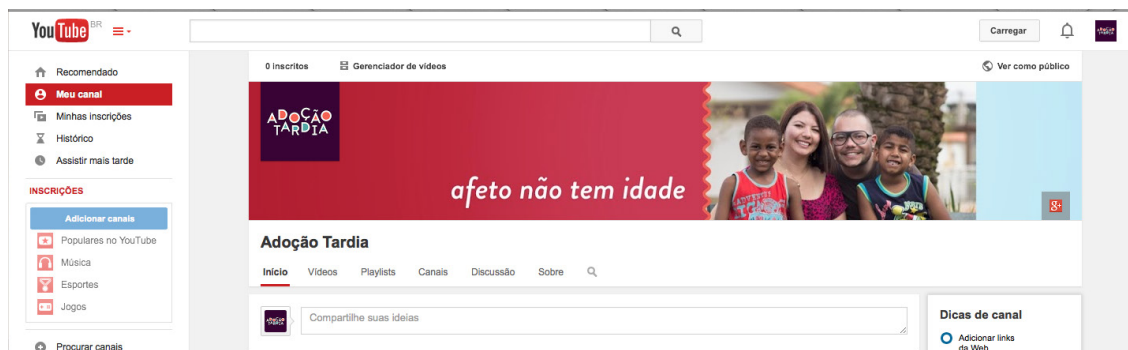 YouTube BR
Carregar
Recomendado
Meu canal
Minhas inscrições
Histórico
Assistir mais tarde
INSCRIÇÕES
Adicionar canais
Populares no YouTube
Música
Esportes
Jogos
Procurar canais
0 inscritos
Gerenciador de vídeos
Ver como público
ADOÇÃO
TARDIA
afeto não tem idade
8+
Adoção Tardia
Início
Vídeos
Playlists
Canais
Discussão
Sobre
Compartilhe suas ideias
Dicas de canal
Adicionar links
da Web